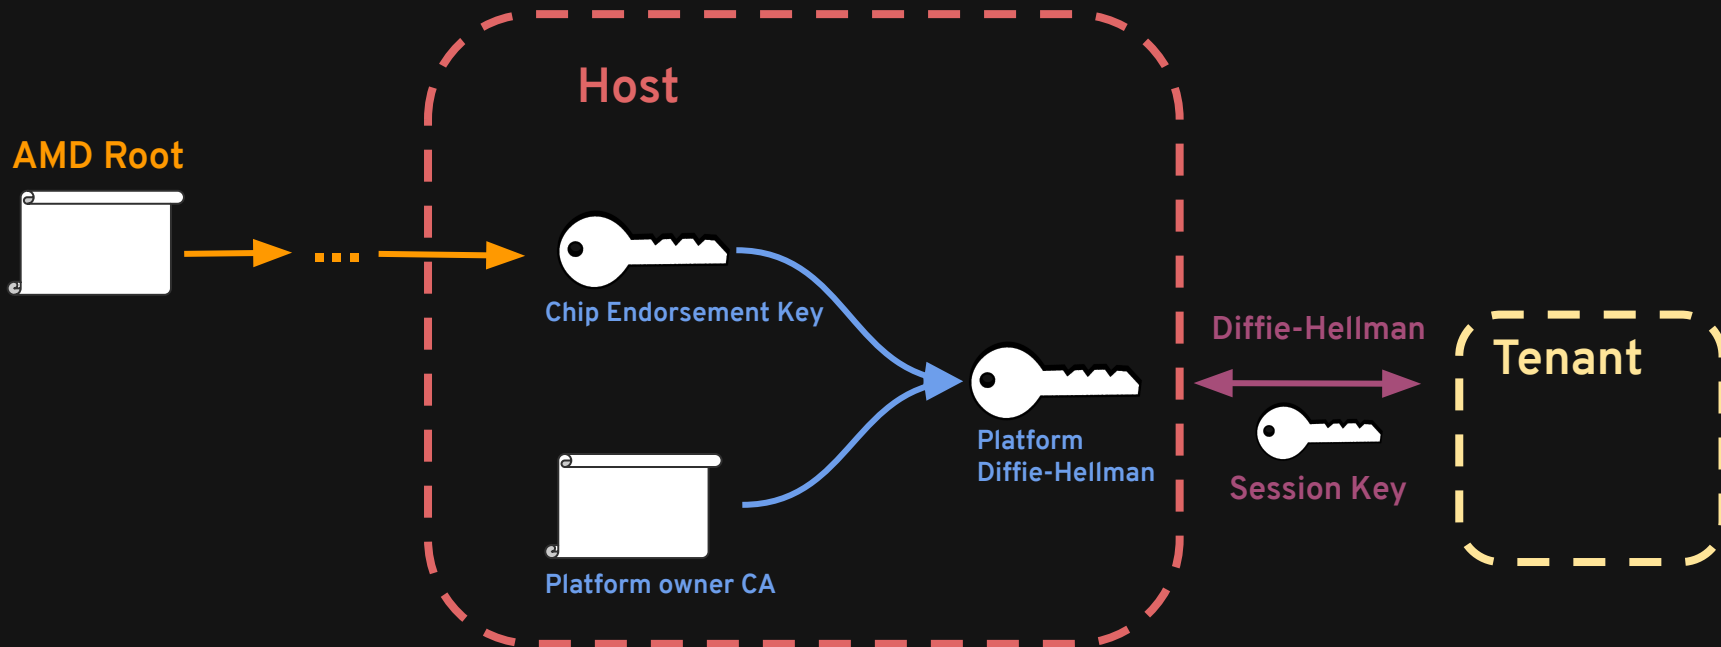 Host
AMD Root
...
Chip Endorsement Key
Diffie-Hellman
Tenant
Platform
Diffie-Hellman
Session Key
Platform owner CA